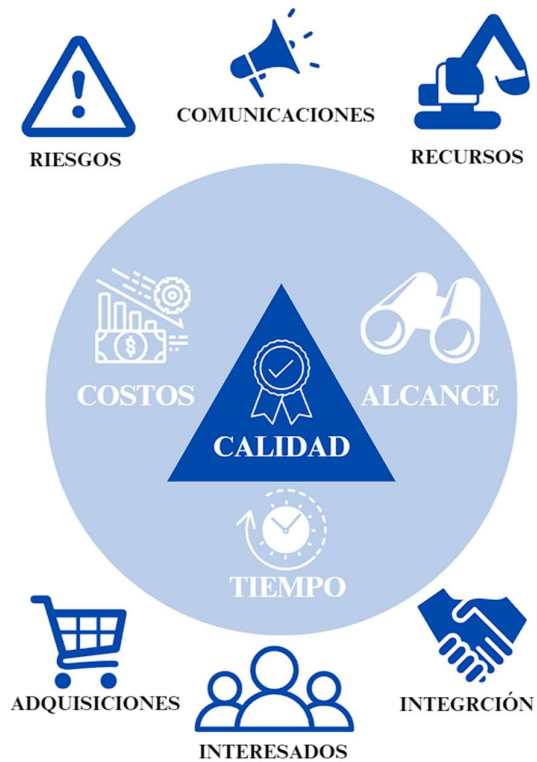 COMUNICACIONES
RIESGOS
RECURSOS
COSTOS
ALCANCE
CALIDAD
TIEMPO
ADQUISICIONES
INTEGRCIÓN
INTERESADOS